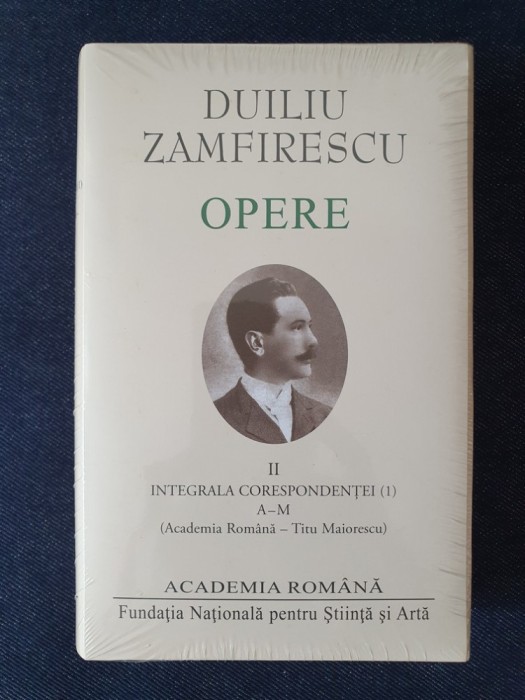 DUILIU
ZAMFIRESCU
OPERE
II
INTEGRALA CORESPONDENȚEI (1)
A–M
(Academia Română – Titu Maiorescu)
ACADEMIA ROMÂNĂ
Fundația Națională pentru Știință și Artă